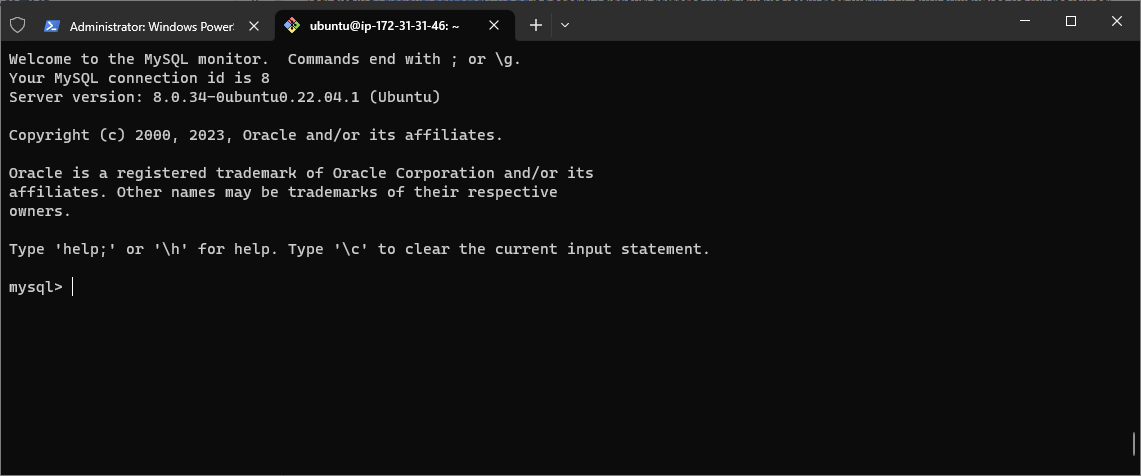 Administrator: Windows PowerS
ubuntu@ip-172-31-31-46: ~
Welcome to the MySQL monitor.  Commands end with ; or \g.
Your MySQL connection id is 8
Server version: 8.0.34-0ubuntu0.22.04.1 (Ubuntu)
Copyright (c) 2000, 2023, Oracle and/or its affiliates.
Oracle is a registered trademark of Oracle Corporation and/or its
affiliates. Other names may be trademarks of their respective
owners.
Type 'help;' or '\h' for help. Type '\c' to clear the current input statement.
mysql>